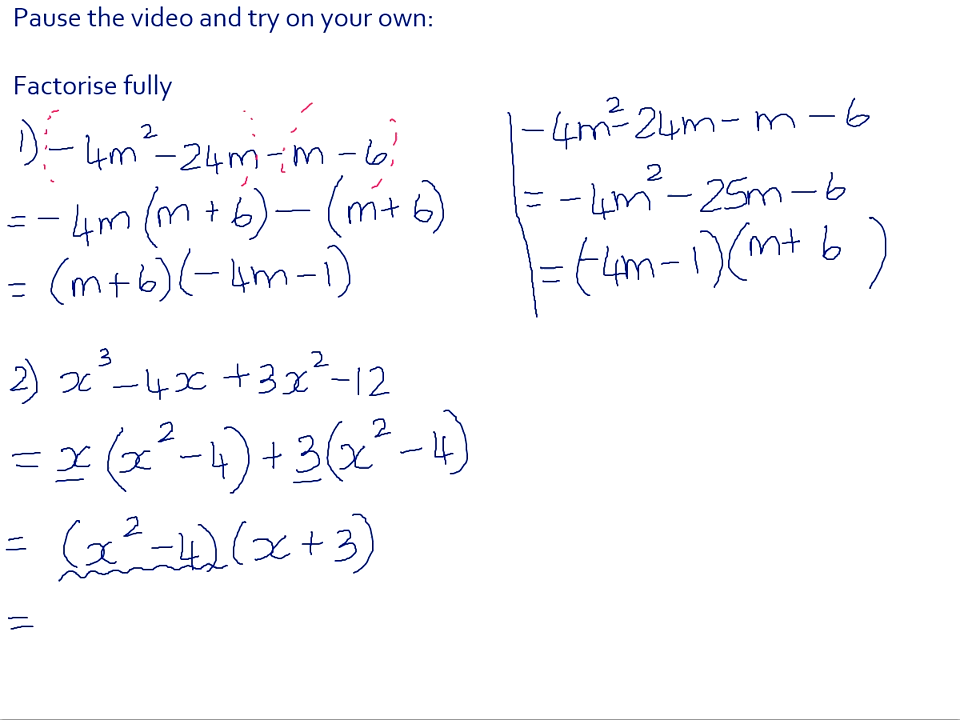 Pause the video and try on your own:
Factorise fully
1) -4m² - 24m - m - 6
= -4m(m + 6) - (m + 6)
= (m + 6)(-4m - 1)
-4m² - 24m - m - 6
= -4m² - 25m - 6
= (-4m - 1)(m + 6)
2) x³ - 4x + 3x² - 12
= x(x² - 4) + 3(x² - 4)
= (x² - 4)(x + 3)
=